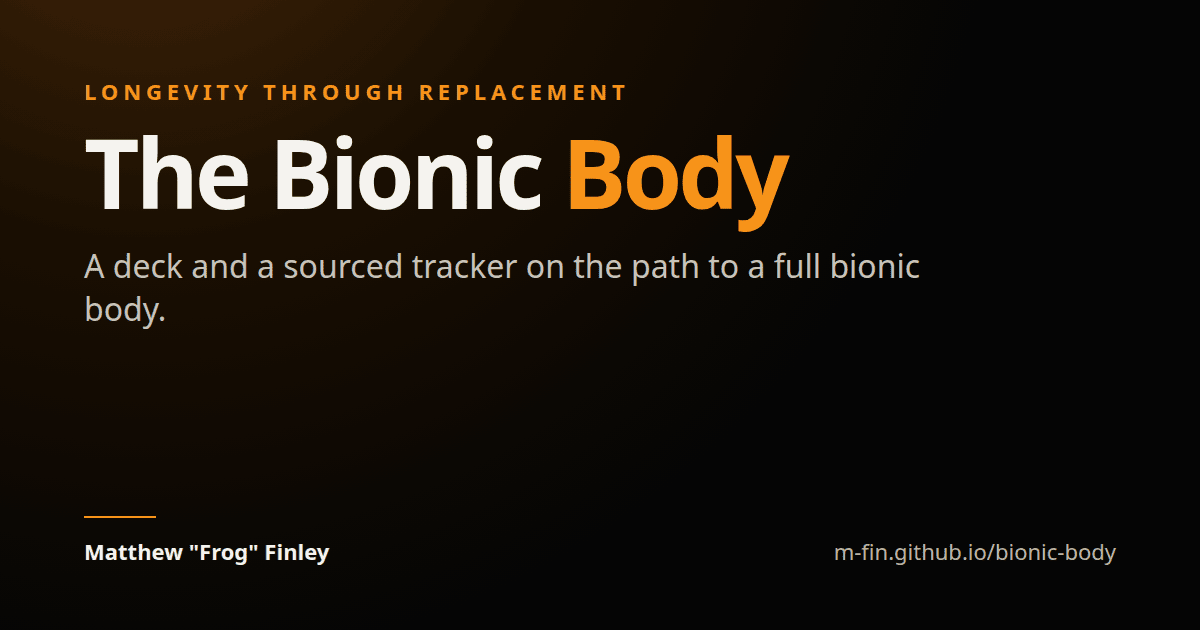 LONGEVITY THROUGH REPLACEMENT
The Bionic Body
A deck and a sourced tracker on the path to a full bionic
body.
Matthew "Frog" Finley
m-fin.github.io/bionic-body